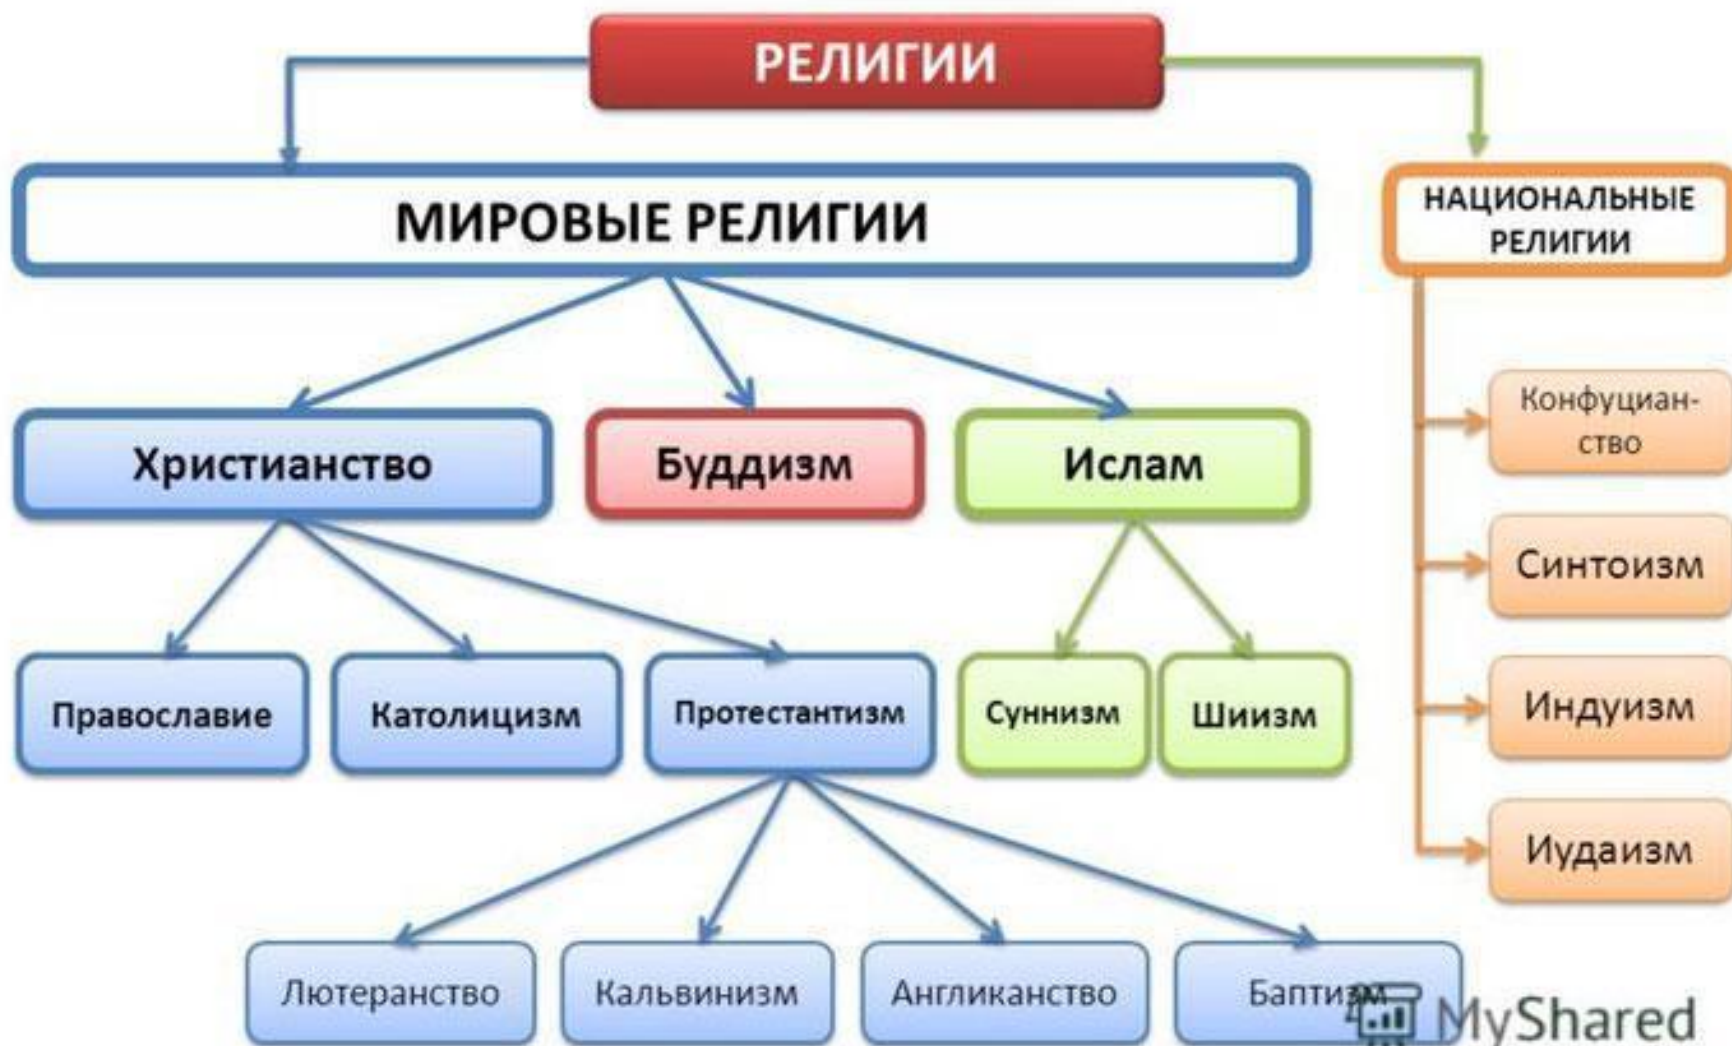 РЕЛИГИИ
МИРОВЫЕ РЕЛИГИИ
НАЦИОНАЛЬНЫЕ
РЕЛИГИИ
Христианство
Буддизм
Ислам
Конфуциан-
ство
Синтоизм
Православие
Католицизм
Протестантизм
Суннизм
Шиизм
Индуизм
Иудаизм
Лютеранство
Кальвинизм
Англиканство
Баптизм
MyShared